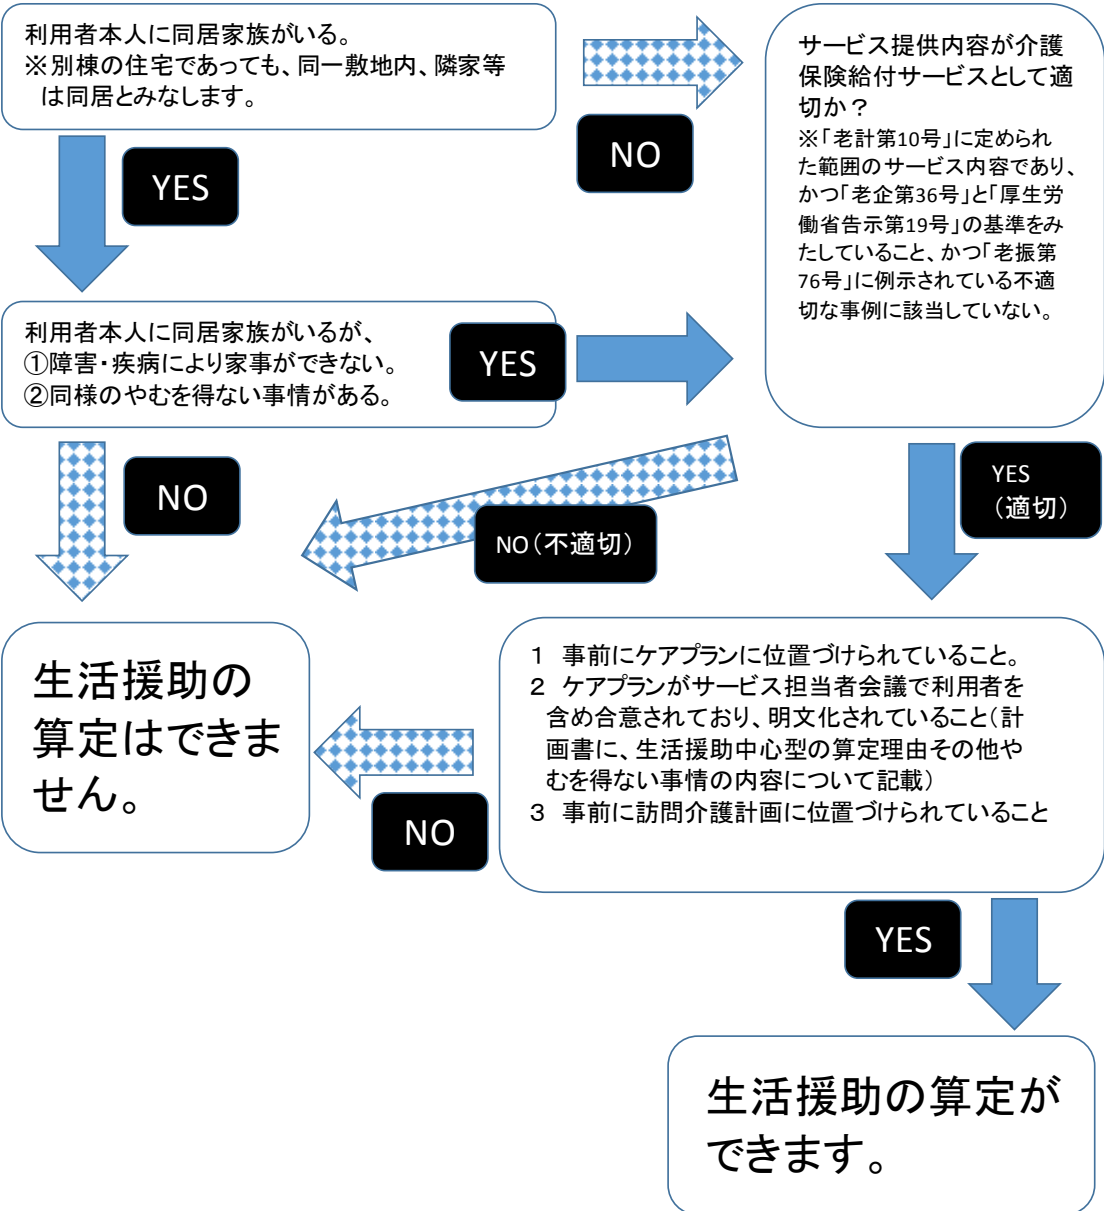 利用者本人に同居家族がいる。
※別棟の住宅であっても、同一敷地内、隣家等
は同居とみなします。
NO
YES
サービス提供内容が介護
保険給付サービスとして適
切か？
※「老計第10号」に定められ
た範囲のサービス内容であり、
かつ「老企第36号」と「厚生労
働省告示第19号」の基準をみ
たしていること、かつ「老振第
76号」に例示されている不適
切な事例に該当していない。
利用者本人に同居家族がいるが、
①障害・疾病により家事ができない。
②同様のやむを得ない事情がある。
YES
NO
NO（不適切）
YES
（適切）
生活援助の
算定はできま
せん。
NO
１　事前にケアプランに位置づけられていること。
２　ケアプランがサービス担当者会議で利用者を
含め合意されており、明文化されていること（計
画書に、生活援助中心型の算定理由その他や
むを得ない事情の内容について記載）
３　事前に訪問介護計画に位置づけられていること
YES
生活援助の算定が
できます。